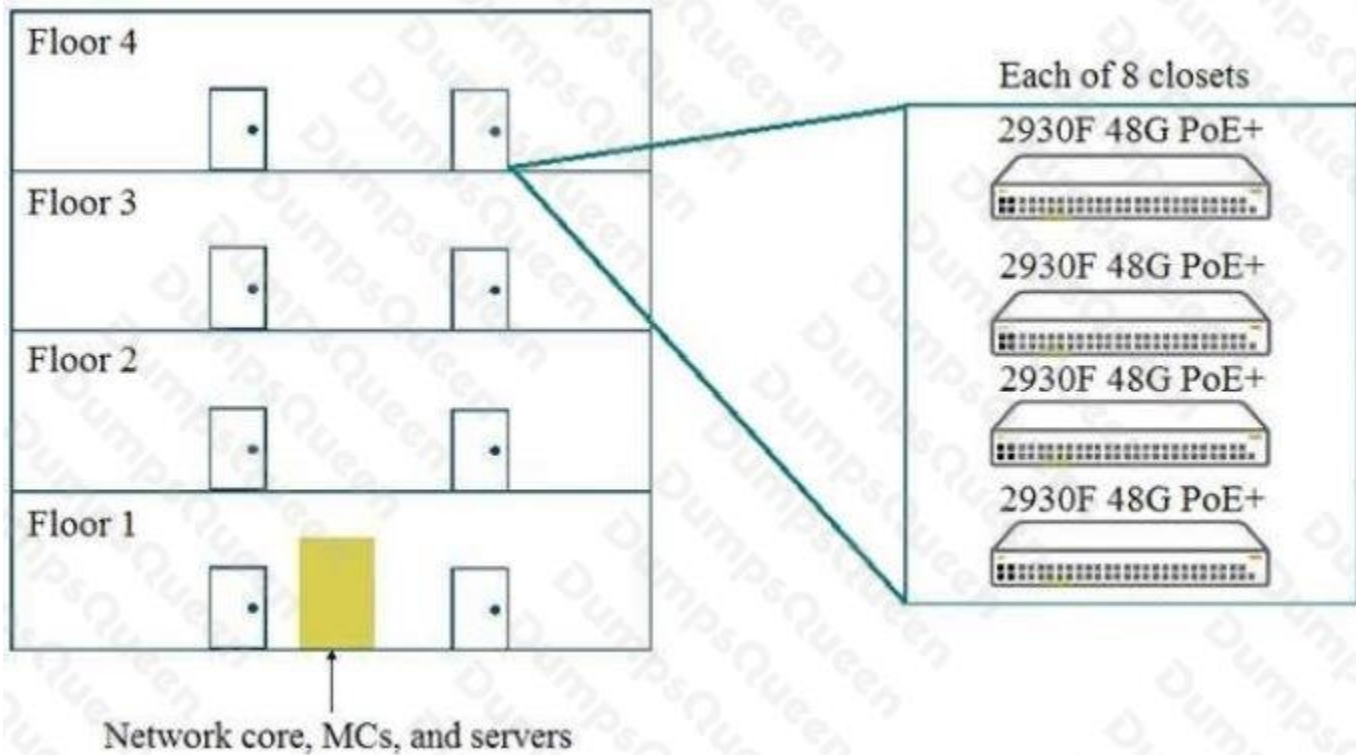 Floor 4
Floor 3
Floor 2
Floor 1
Network core, MCs, and servers
Each of 8 closets
2930F 48G PoE+
2930F 48G PoE+
2930F 48G PoE+
2930F 48G PoE+
DumpsQueen